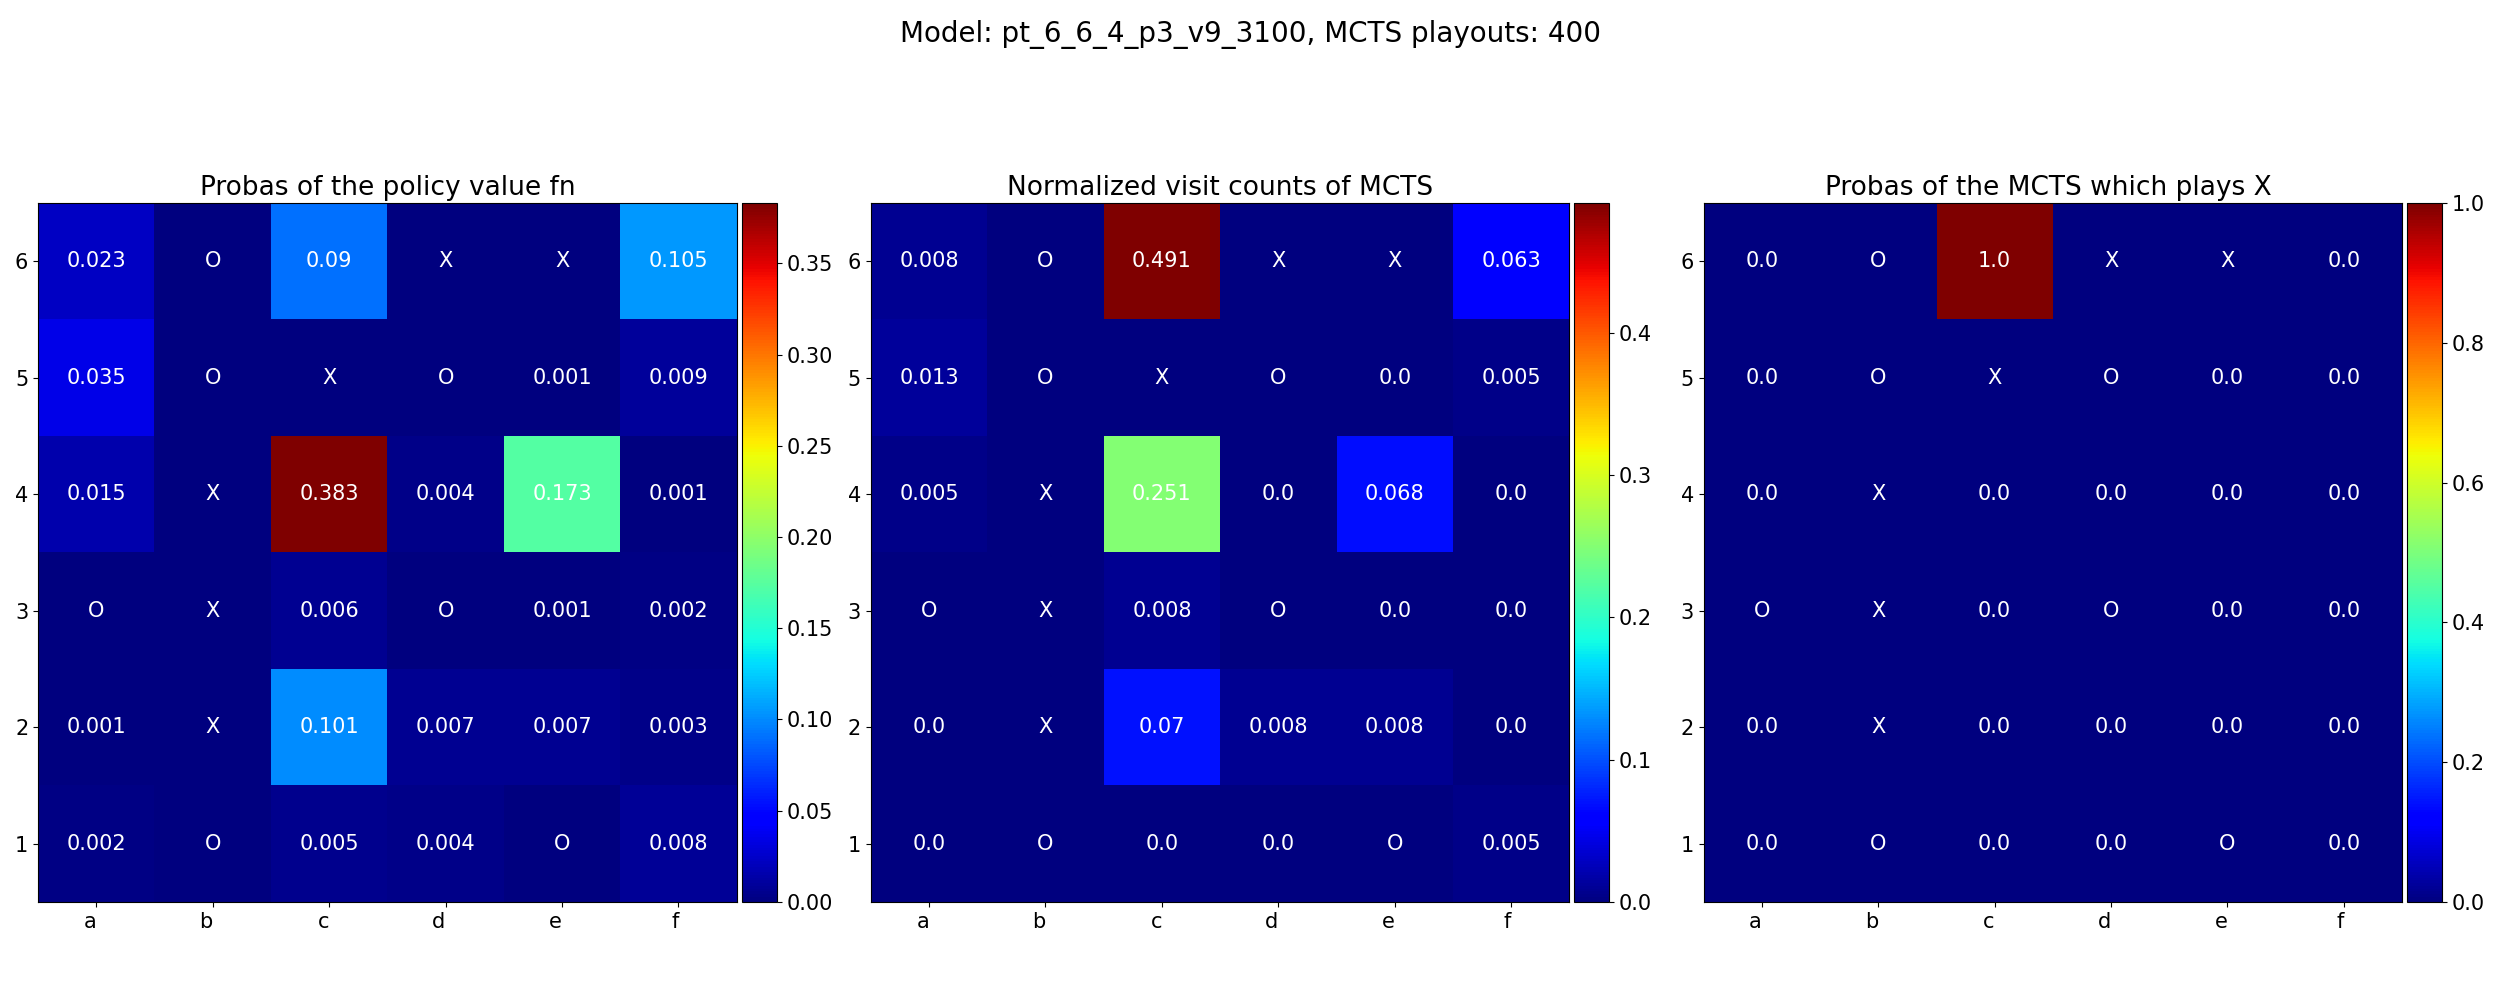 Model: pt_6_6_4_p3_v9_3100, MCTS playouts: 400
Probas of the policy value fn
6 0.023 O 0.09 X X 0.105
5 0.035 O X O 0.001 0.009
4 0.015 X 0.383 0.004 0.173 0.001
3 O X 0.006 O 0.001 0.002
2 0.001 X 0.101 0.007 0.007 0.003
1 0.002 O 0.005 0.004 O 0.008
a b c d e f
0.35
0.30
0.25
0.20
0.15
0.10
0.05
0.00
Normalized visit counts of MCTS
6 0.008 O 0.491 X X 0.063
5 0.013 O X O 0.0 0.005
4 0.005 X 0.251 0.0 0.068 0.0
3 O X 0.008 O 0.0 0.0
2 0.0 X 0.07 0.008 0.008 0.0
1 0.0 O 0.0 0.0 O 0.005
a b c d e f
0.4
0.3
0.2
0.1
0.0
Probas of the MCTS which plays X
6 0.0 O 1.0 X X 0.0
5 0.0 O X O 0.0 0.0
4 0.0 X 0.0 0.0 0.0 0.0
3 O X 0.0 O 0.0 0.0
2 0.0 X 0.0 0.0 0.0 0.0
1 0.0 O 0.0 0.0 O 0.0
a b c d e f
1.0
0.8
0.6
0.4
0.2
0.0